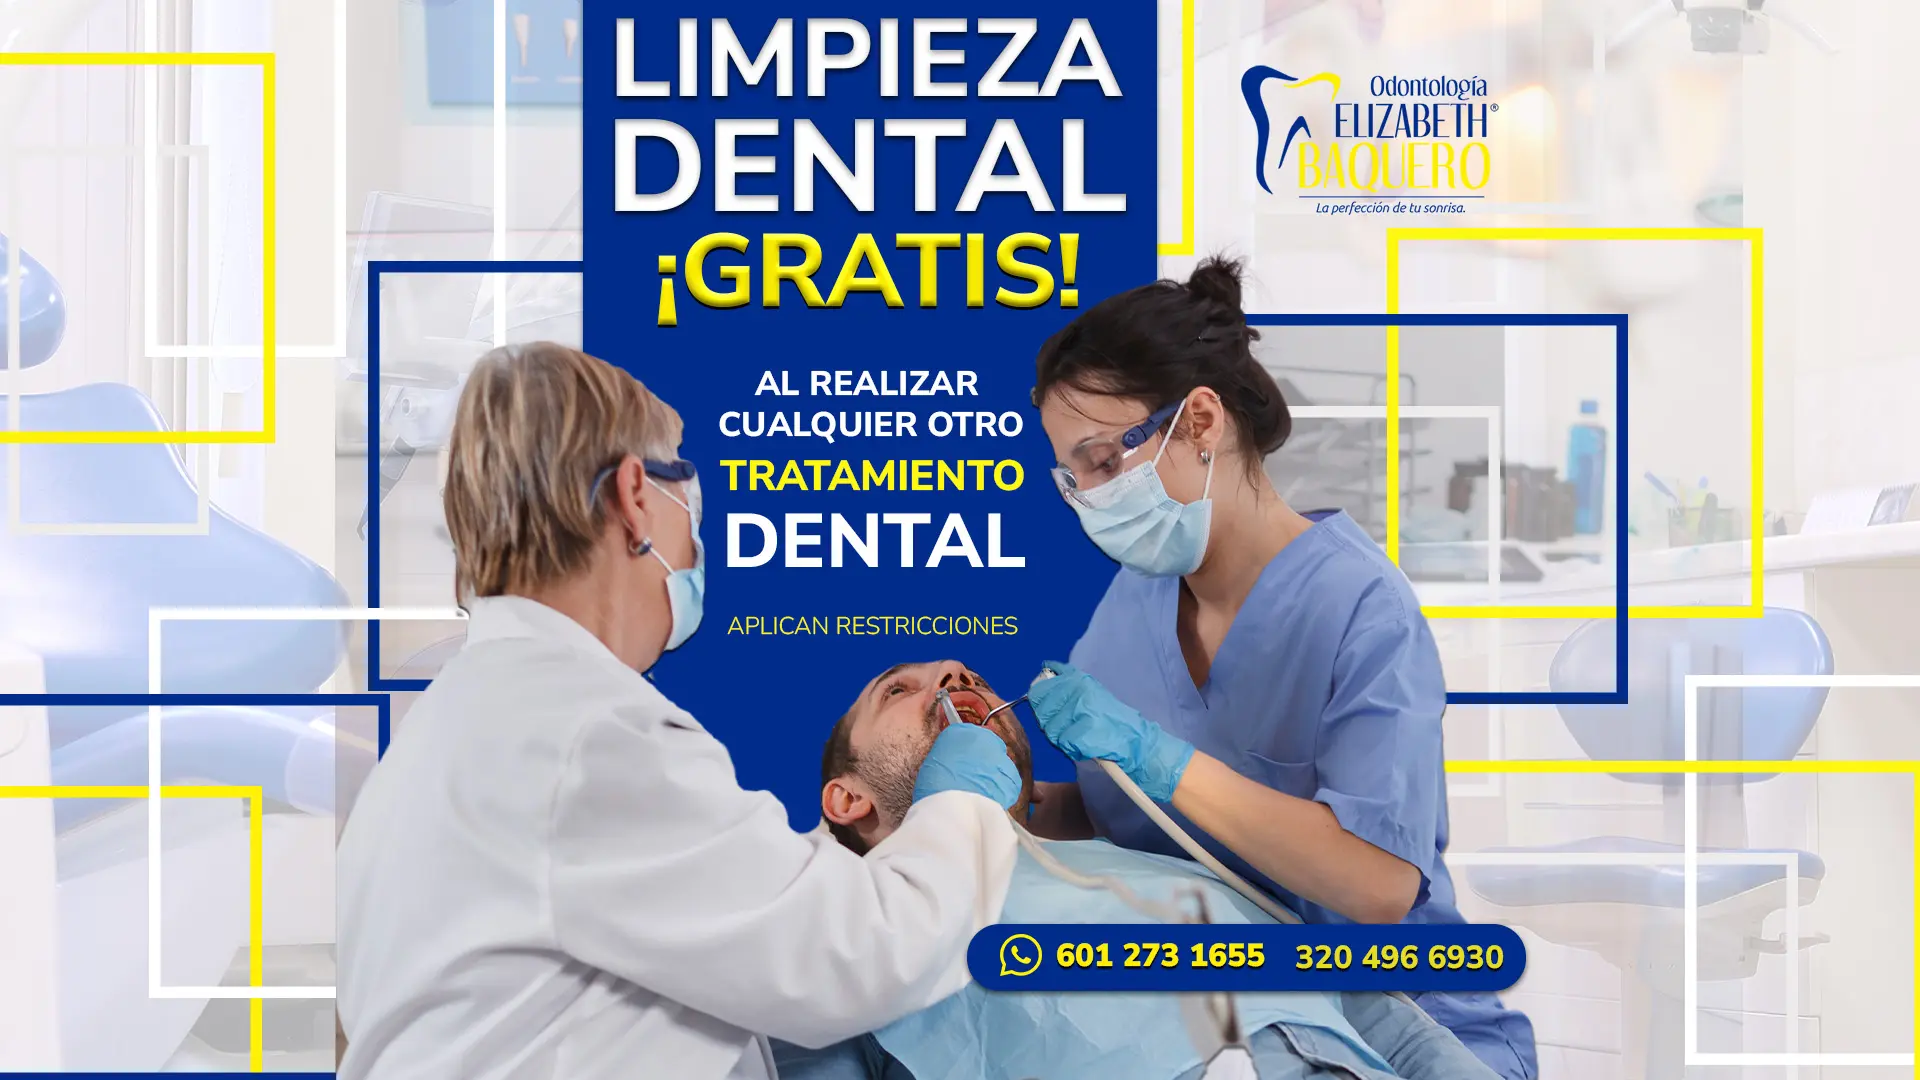 LIMPIEZA
DENTAL
¡GRATIS!
AL REALIZAR
CUALQUIER OTRO
TRATAMIENTO
DENTAL
APLICAN RESTRICCIONES
Odontología
ELIZABETH®
BAQUERO
La perfección de tu sonrisa.
601 273 1655 320 496 6930